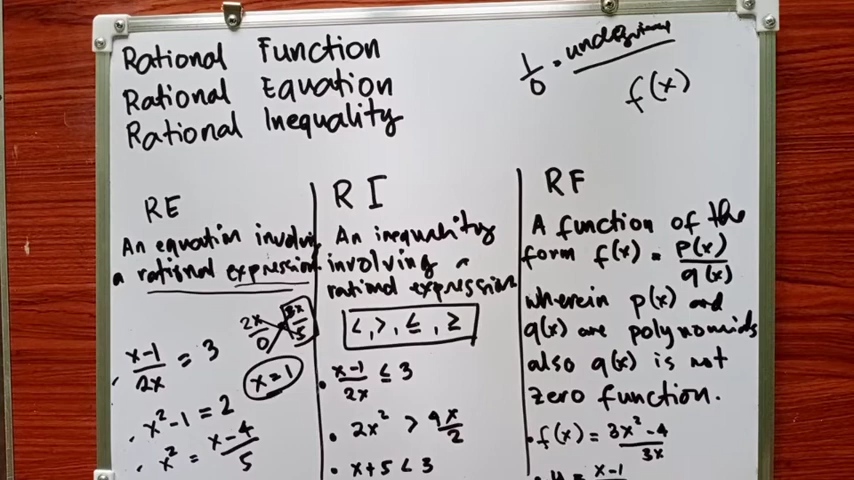 Rational Function
Rational Equation
Rational Inequality
1/0 = undefined
f(x)
RE
An equation involving
a rational expression.
2x/0 3x/5
x-1/2x = 3
x=1
x²-1 = 2
x² = x-4/5
RI
An inequality
involving a
rational expression
<, >, ≤, ≥
x-1/2x ≤ 3
2x² > 9x/2
x+5 < 3
RF
A function of the
form f(x) = p(x)/q(x)
wherein p(x) and
q(x) are polynomials
also q(x) is not
zero function.
f(x) = 3x²-4/3x
y = x-1